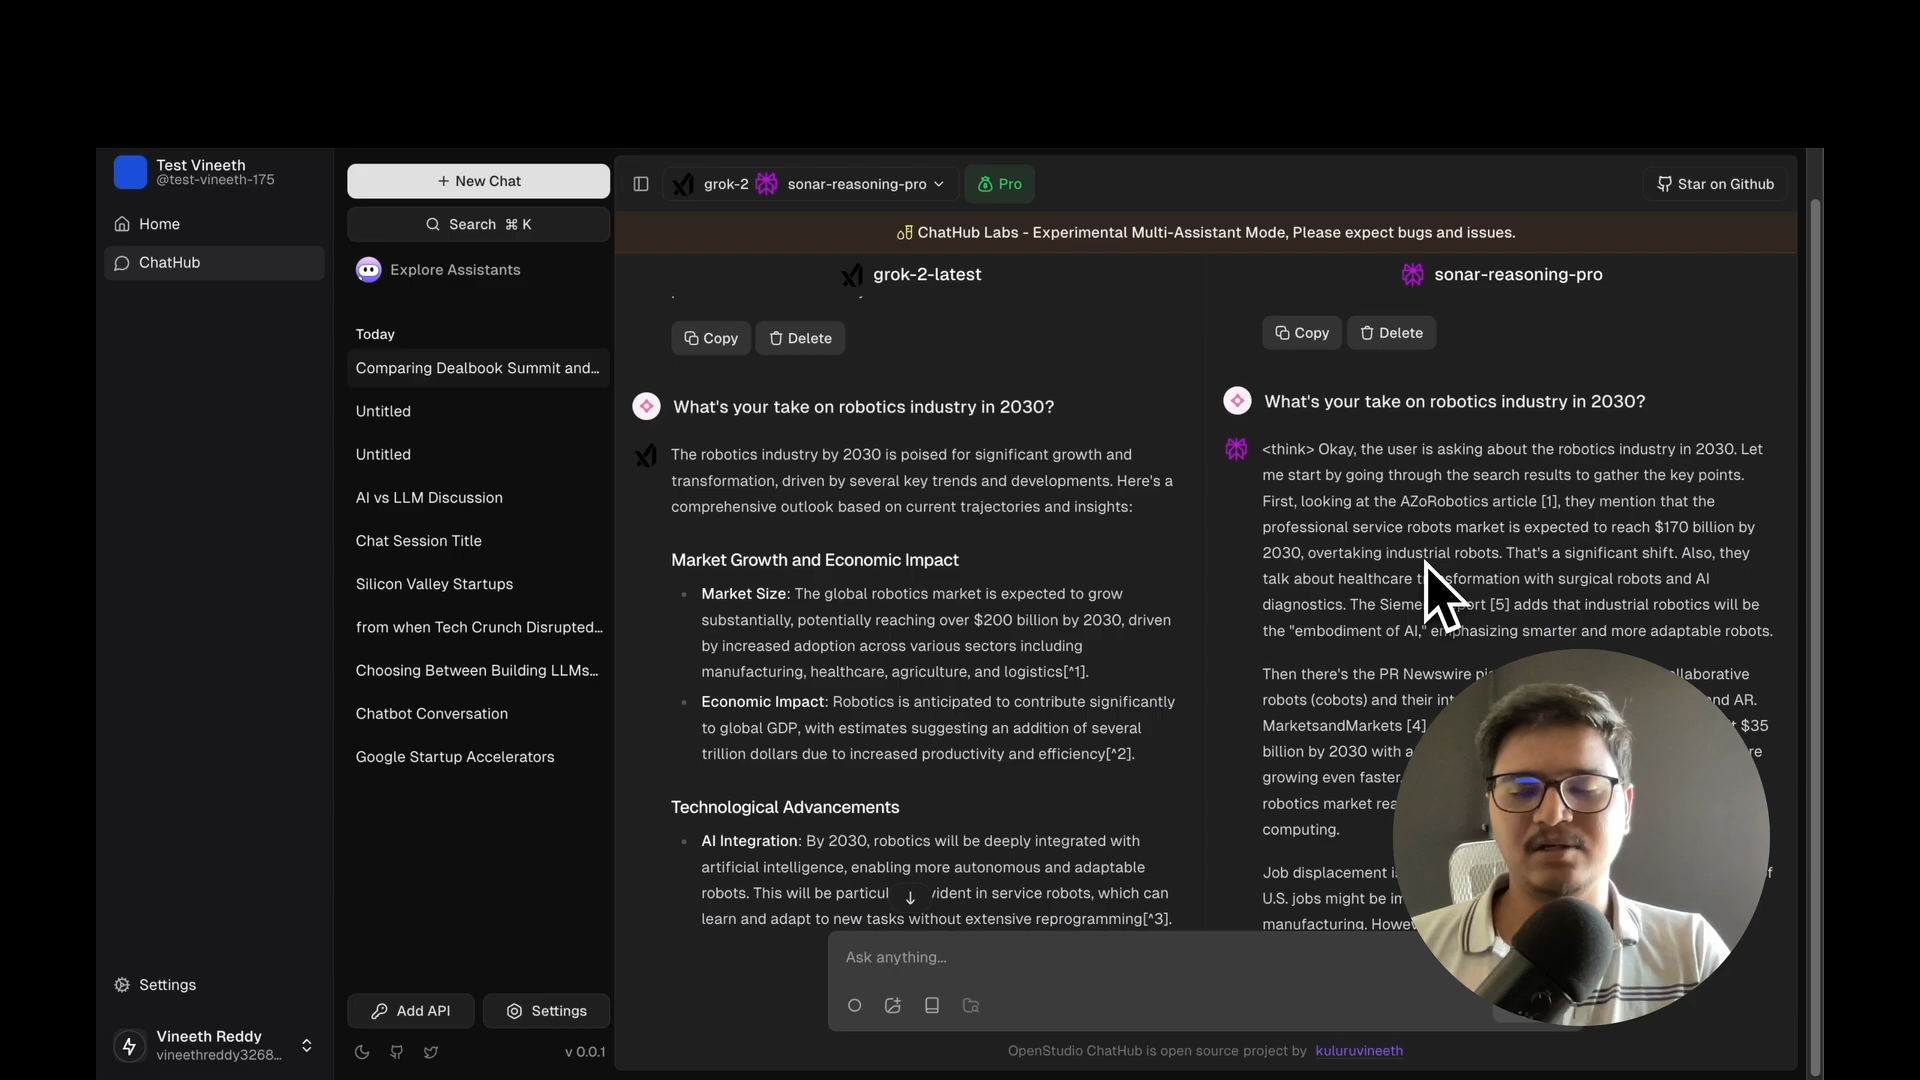 Test Vineeth
@test-vineeth-175
Home
ChatHub
Settings
Vineeth Reddy
vineethreddy3268...
+ New Chat
Search ⌘ K
Explore Assistants
Today
Comparing Dealbook Summit and...
Untitled
Untitled
AI vs LLM Discussion
Chat Session Title
Silicon Valley Startups
from when Tech Crunch Disrupted...
Choosing Between Building LLMs...
Chatbot Conversation
Google Startup Accelerators
Add API
Settings
v 0.0.1
grok-2 sonar-reasoning-pro
Pro
Star on Github
ChatHub Labs - Experimental Multi-Assistant Mode, Please expect bugs and issues.
grok-2-latest
Copy
Delete
What's your take on robotics industry in 2030?
The robotics industry by 2030 is poised for significant growth and
transformation, driven by several key trends and developments. Here's a
comprehensive outlook based on current trajectories and insights:
Market Growth and Economic Impact
Market Size: The global robotics market is expected to grow
substantially, potentially reaching over $200 billion by 2030, driven
by increased adoption across various sectors including
manufacturing, healthcare, agriculture, and logistics[^1].
Economic Impact: Robotics is anticipated to contribute significantly
to global GDP, with estimates suggesting an addition of several
trillion dollars due to increased productivity and efficiency[^2].
Technological Advancements
AI Integration: By 2030, robotics will be deeply integrated with
artificial intelligence, enabling more autonomous and adaptable
robots. This will be in service robots, which can
learn and adapt to new tasks without extensive reprogramming[^3].
sonar-reasoning-pro
Copy
Delete
What's your take on robotics industry in 2030?
<think> Okay, the user is asking about the robotics industry in 2030. Let
me start by going through the search results to gather the key points.
First, looking at the AZoRobotics article [1], they mention that the
professional service robots market is expected to reach $170 billion by
2030, overtaking industrial robots. That's a significant shift. Also, they
talk about healthcare with surgical robots and AI
diagnostics. The [5] adds that industrial robotics will be
the "embodiment of AI," emphasizing smarter and more adaptable robots.
Then there's the PR Newswire
robots (cobots) and their and AR.
MarketsandMarkets [4] $35
billion by 2030 with a
growing even faster.
robotics market
computing.
Job displacement
U.S. jobs might be
manufacturing.
Ask anything...
OpenStudio ChatHub is open source project by kuluruvineeth